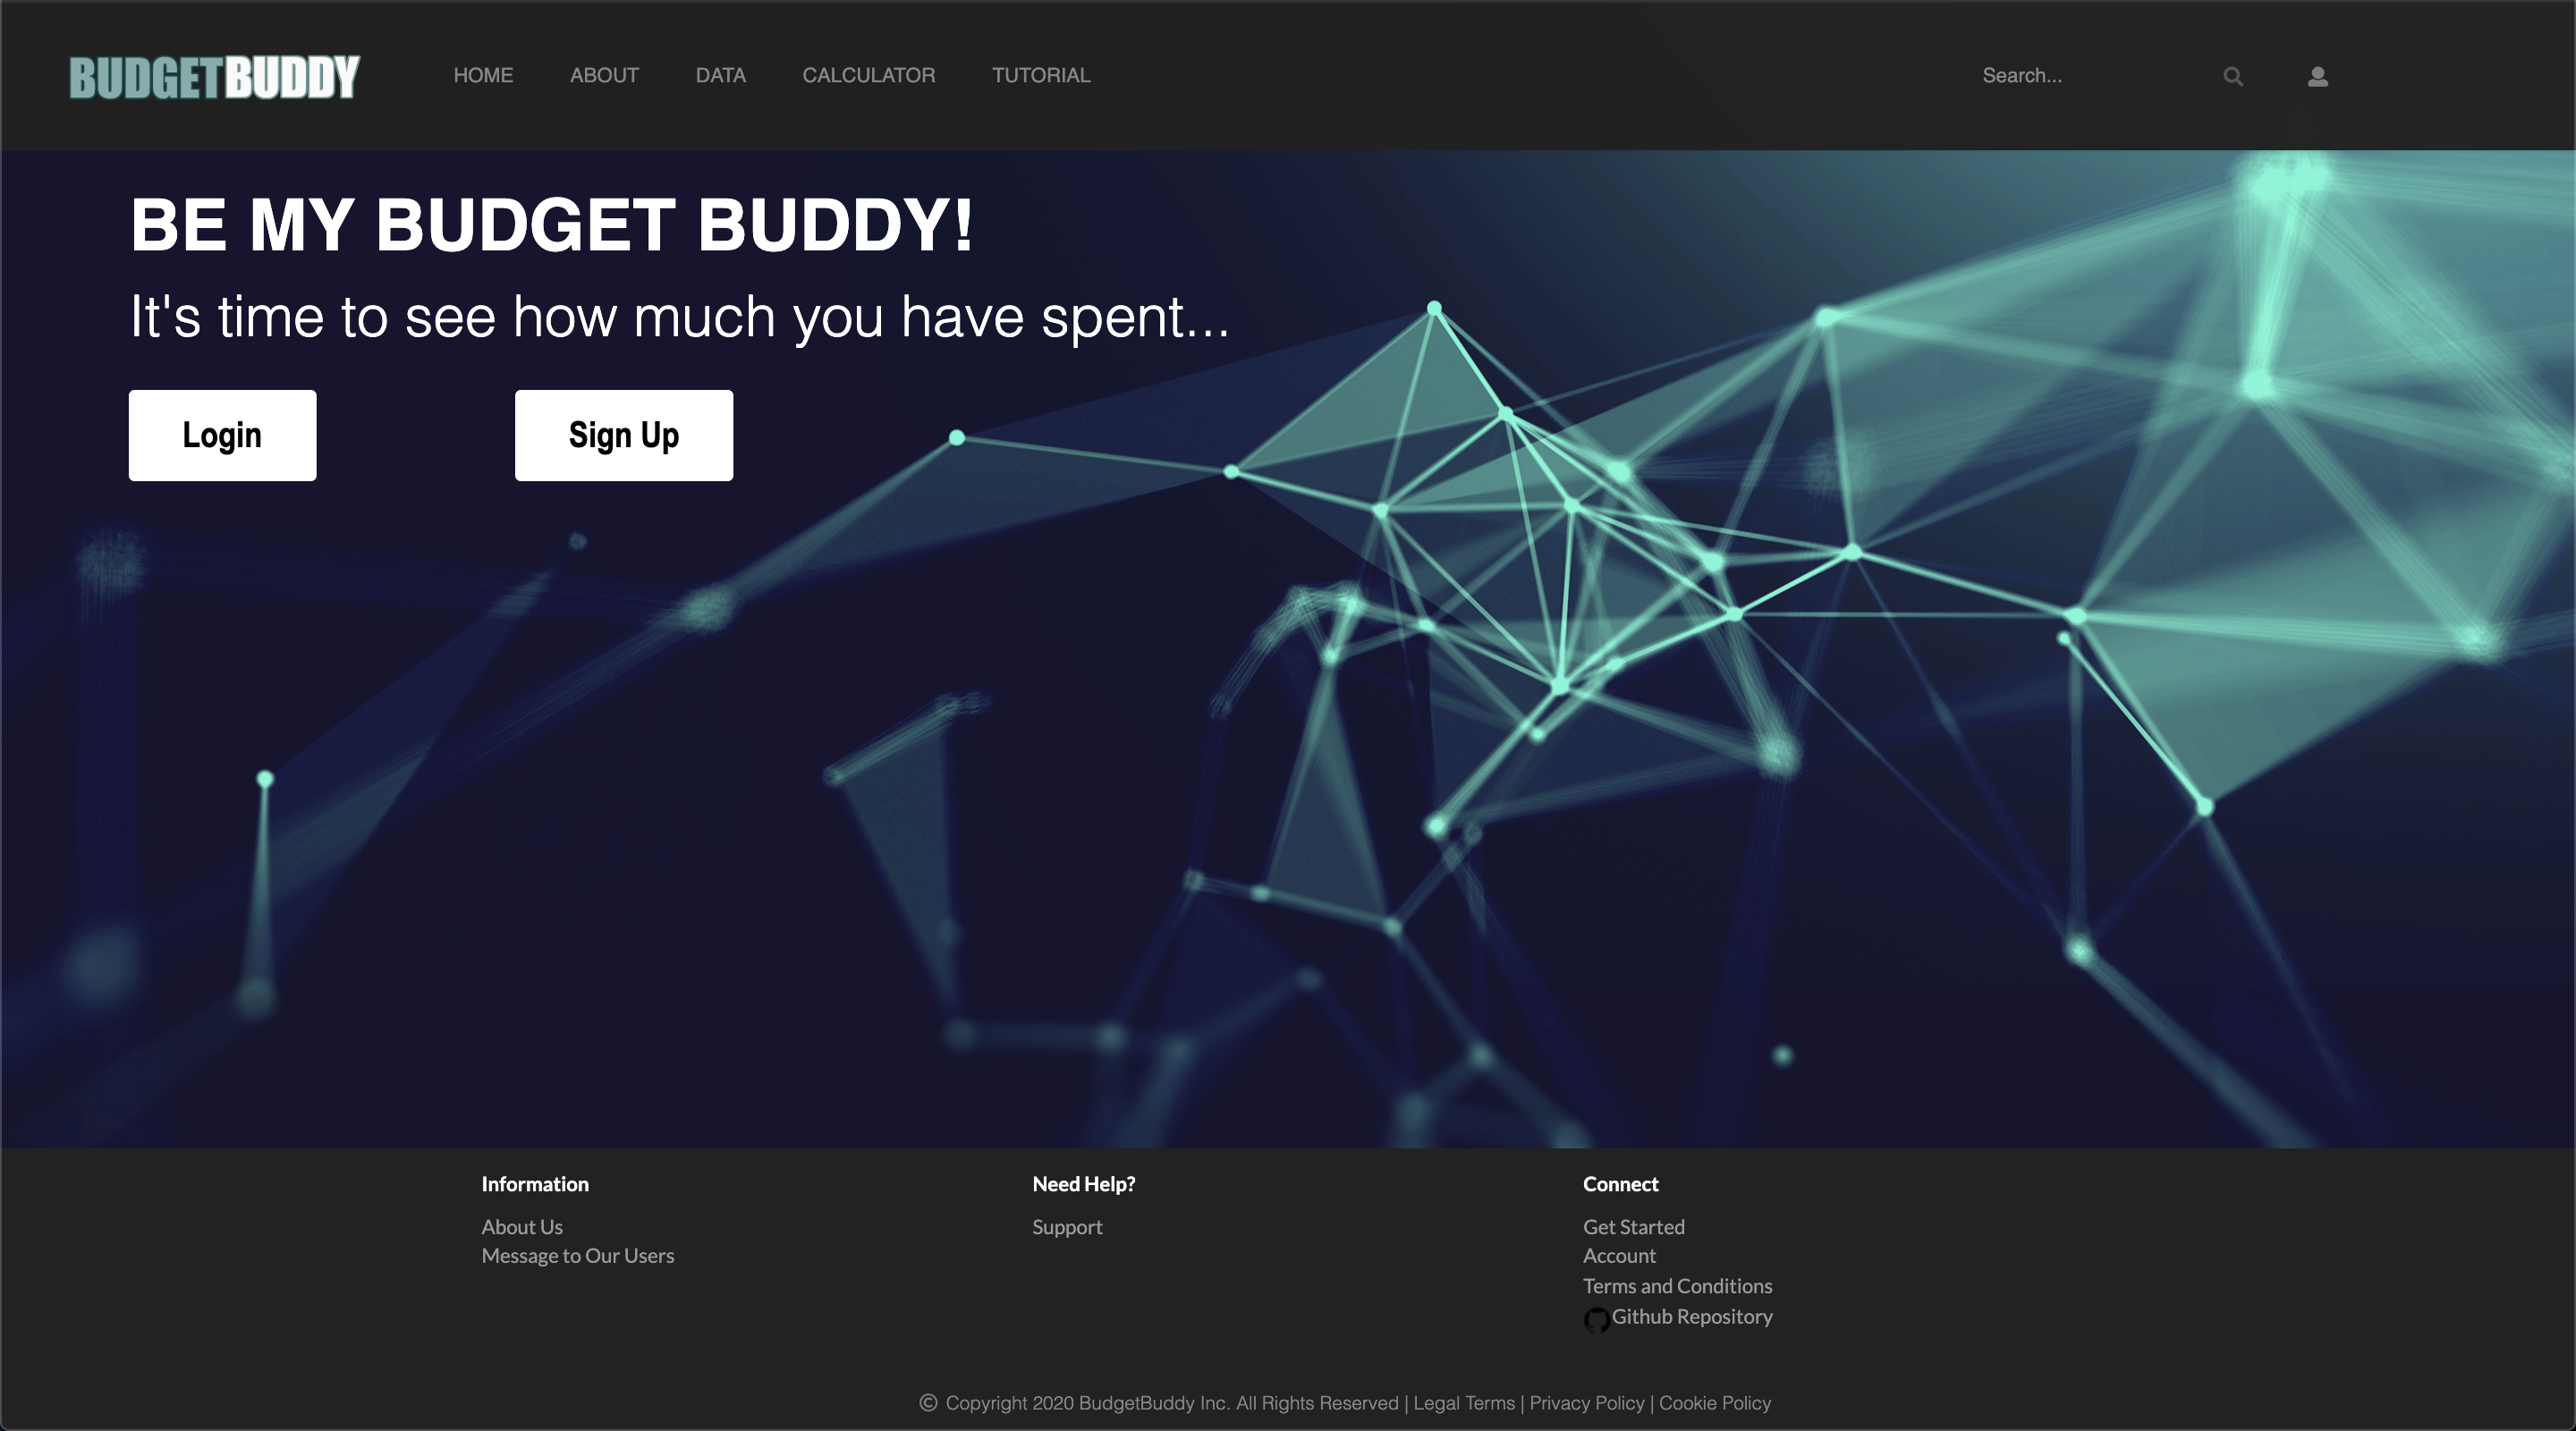 BUDGETBUDDY HOME ABOUT DATA CALCULATOR TUTORIAL Search...
BE MY BUDGET BUDDY!
It's time to see how much you have spent...
Login Sign Up
Information
About Us
Message to Our Users
Need Help?
Support
Connect
Get Started
Account
Terms and Conditions
Github Repository
© Copyright 2020 BudgetBuddy Inc. All Rights Reserved | Legal Terms | Privacy Policy | Cookie Policy